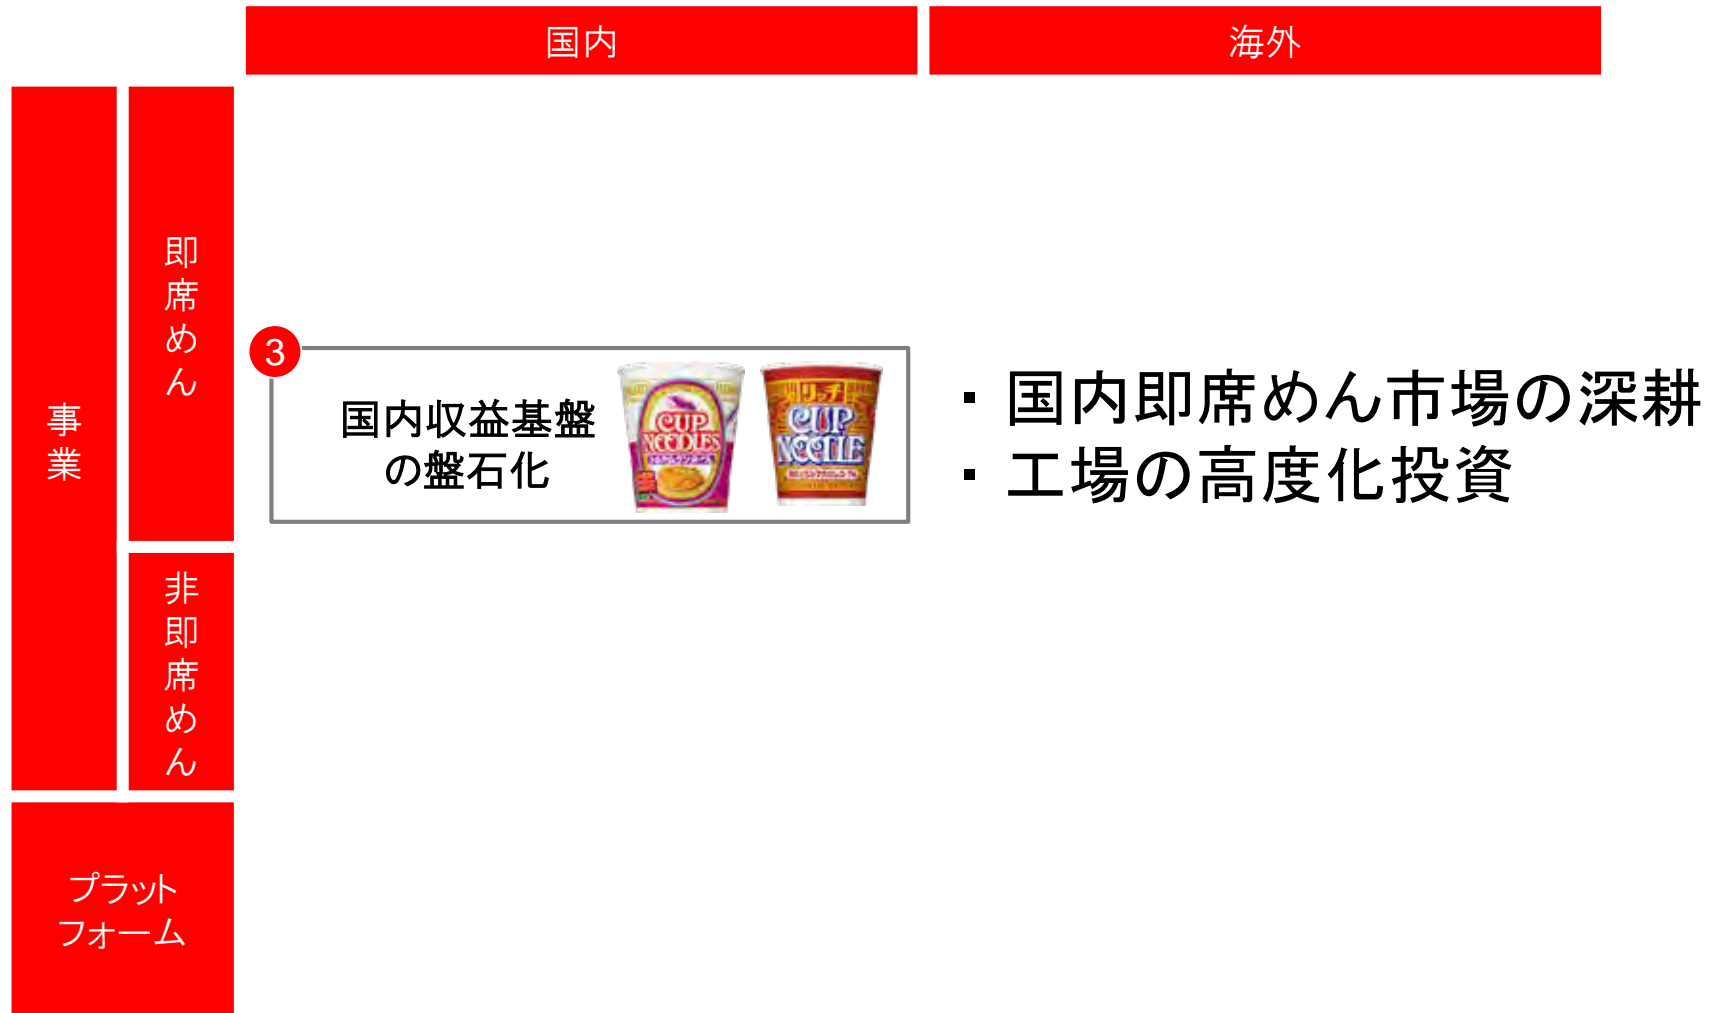 国内
海外
事業
即席めん
非即席めん
プラット
フォーム
3
国内収益基盤
の盤石化
CUP
NOODLES
リッチ
CUP
NOODLE
・国内即席めん市場の深耕
・工場の高度化投資